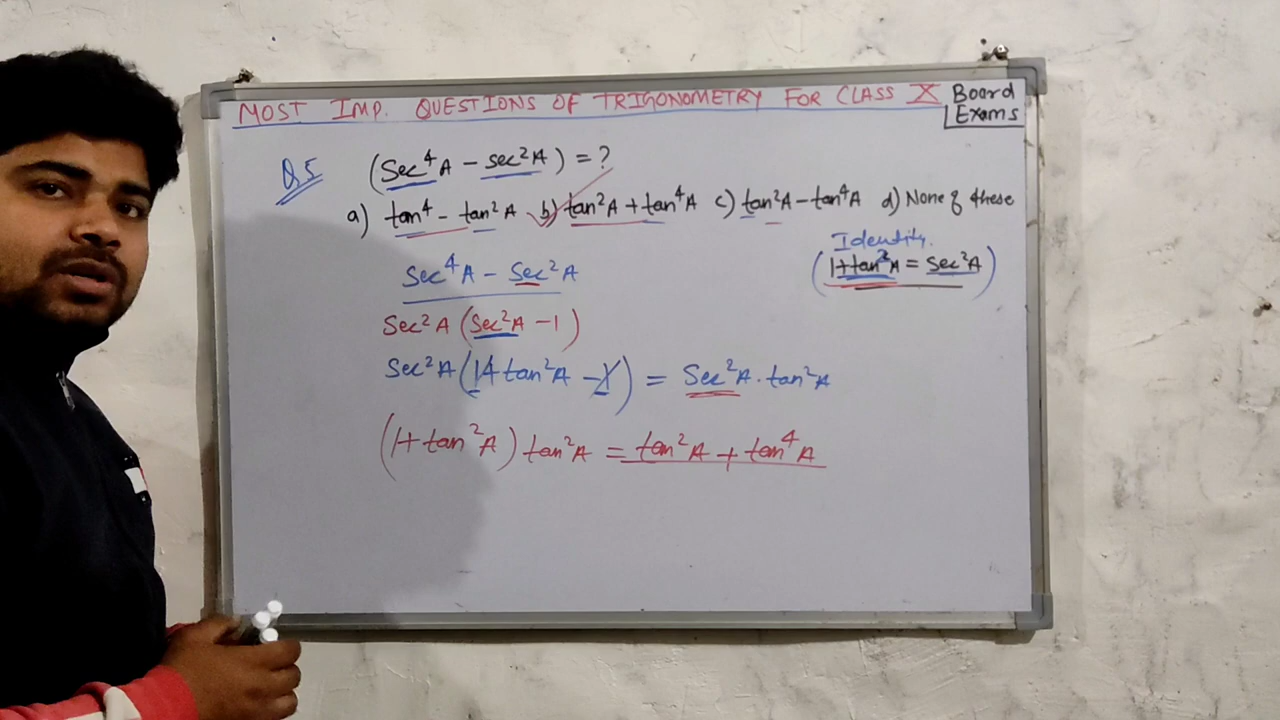 MOST IMP. QUESTIONS OF TRIGONOMETRY FOR CLASS X Board Exams
Q5 (Sec⁴A - sec²A) = ?
a) tan⁴ - tan²A b) tan²A + tan⁴A c) tan²A - tan⁴A d) None of these
Identity.
(1+tan²A = Sec²A)
Sec⁴A - Sec²A
Sec²A (Sec²A - 1)
Sec²A (1+tan²A - 1) = Sec²A · tan²A
(1+tan²A) tan²A = tan²A + tan⁴A